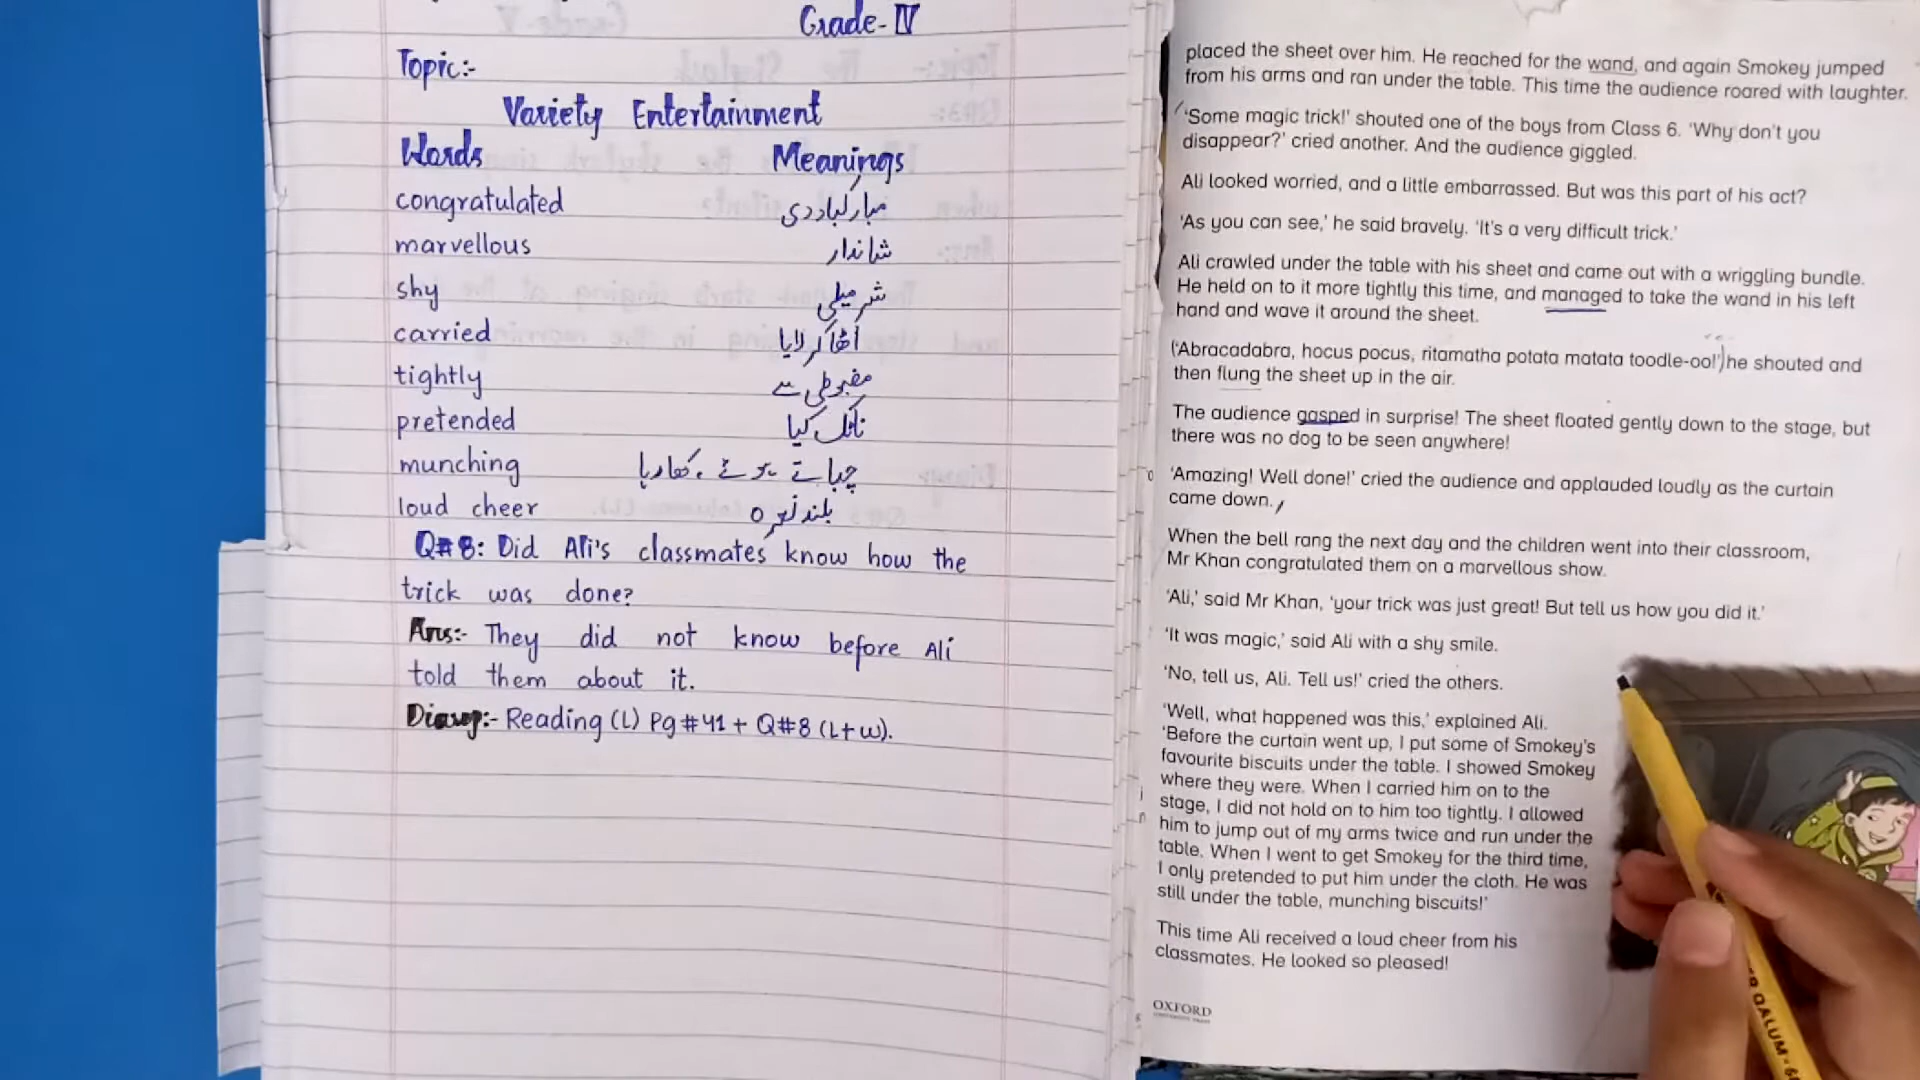 Grade-IV
Topic:-
Variety Entertainment
Words Meanings
congratulated مبارکباد دی
marvellous شاندار
shy شرمیلی
carried اُٹھا کر لایا
tightly مضبوطی سے
pretended ناٹک کیا
munching چباتے ہوئے، کھا رہا
loud cheer بلند نعرہ
Q#8: Did Ali's classmates know how the
trick was done?
Ans:- They did not know before Ali
told them about it.
Diary:- Reading (L) Pg#41 + Q#8 (L+w).
placed the sheet over him. He reached for the wand, and again Smokey jumped
from his arms and ran under the table. This time the audience roared with laughter.
'Some magic trick!' shouted one of the boys from Class 6. 'Why don't you
disappear?' cried another. And the audience giggled.
Ali looked worried, and a little embarrassed. But was this part of his act?
'As you can see,' he said bravely. 'It's a very difficult trick.'
Ali crawled under the table with his sheet and came out with a wriggling bundle.
He held on to it more tightly this time, and managed to take the wand in his left
hand and wave it around the sheet.
('Abracadabra, hocus pocus, ritamatha potata matata toodle-oo!') he shouted and
then flung the sheet up in the air.
The audience gasped in surprise! The sheet floated gently down to the stage, but
there was no dog to be seen anywhere!
'Amazing! Well done!' cried the audience and applauded loudly as the curtain
came down.
When the bell rang the next day and the children went into their classroom,
Mr Khan congratulated them on a marvellous show.
'Ali,' said Mr Khan, 'your trick was just great! But tell us how you did it.'
'It was magic,' said Ali with a shy smile.
'No, tell us, Ali. Tell us!' cried the others.
'Well, what happened was this,' explained Ali.
'Before the curtain went up, I put some of Smokey's
favourite biscuits under the table. I showed Smokey
where they were. When I carried him on to the
stage, I did not hold on to him too tightly. I allowed
him to jump out of my arms twice and run under the
table. When I went to get Smokey for the third time,
I only pretended to put him under the cloth. He was
still under the table, munching biscuits!'
This time Ali received a loud cheer from his
classmates. He looked so pleased!
OXFORD